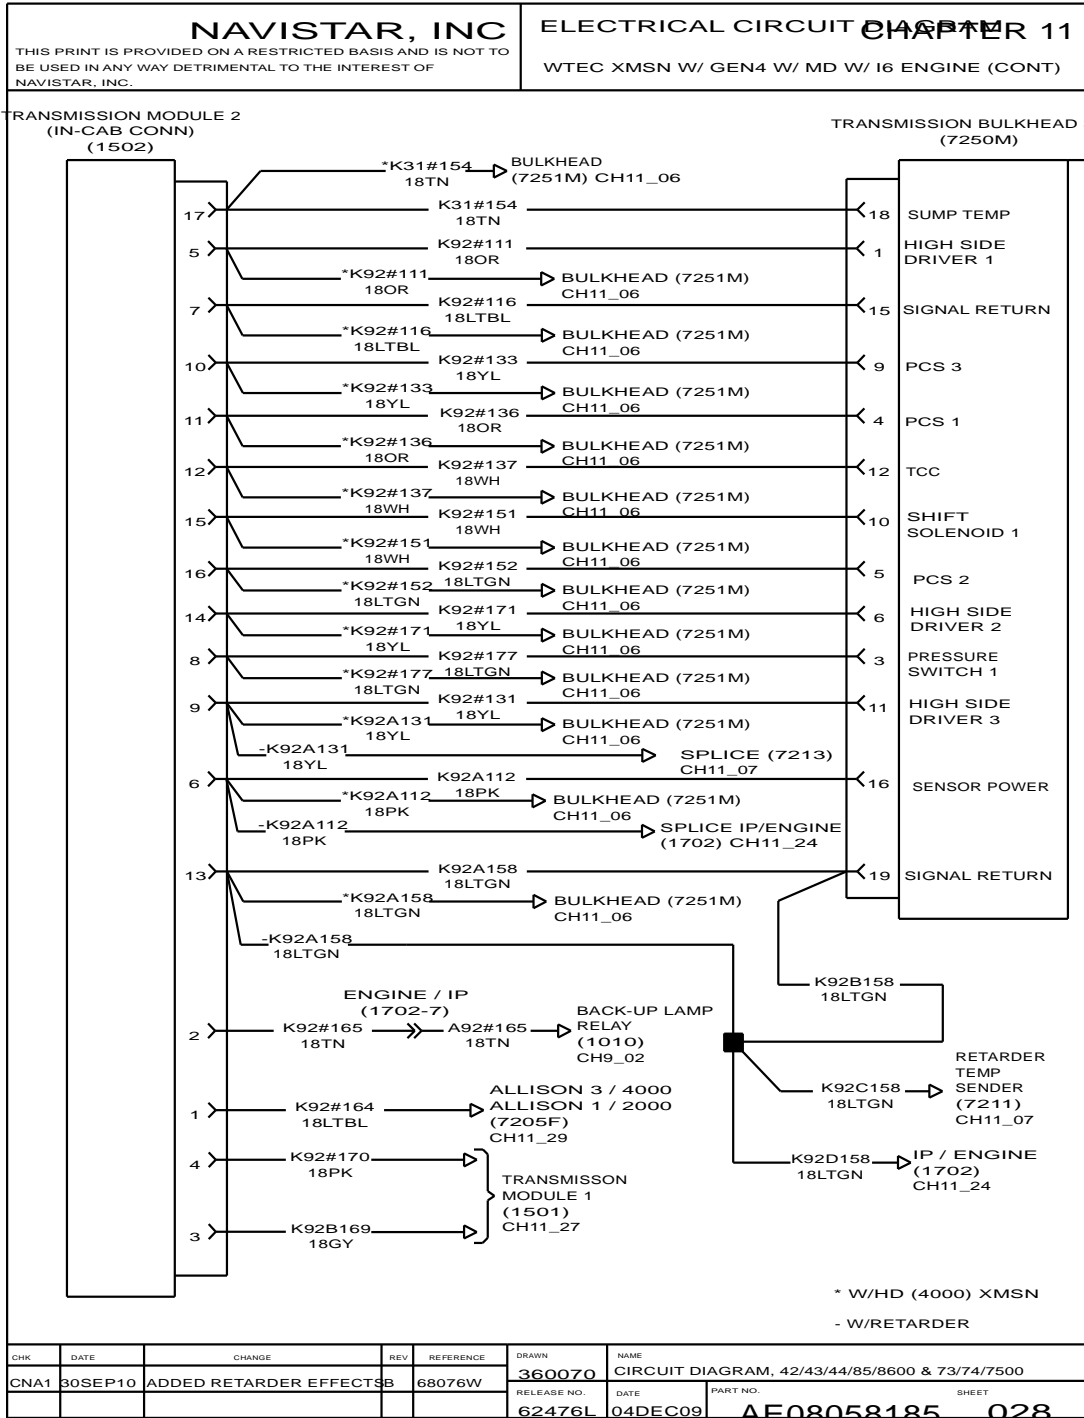 NAVISTAR, INC
THIS PRINT IS PROVIDED ON A RESTRICTED BASIS AND IS NOT TO
BE USED IN ANY WAY DETRIMENTAL TO THE INTEREST OF
NAVISTAR, INC.
ELECTRICAL CIRCUIT DIAGRAM
CHAPTER 11
WTEC XMSN W/ GEN4 W/ MD W/ I6 ENGINE (CONT)
TRANSMISSION MODULE 2
(IN-CAB CONN)
(1502)
TRANSMISSION BULKHEAD
(7250M)
*K31#154
18TN
BULKHEAD
(7251M) CH11_06
17
K31#154
18TN
18
SUMP TEMP
5
K92#111
18OR
1
HIGH SIDE
DRIVER 1
*K92#111
18OR
BULKHEAD (7251M)
CH11_06
7
K92#116
18LTBL
15
SIGNAL RETURN
*K92#116
18LTBL
BULKHEAD (7251M)
CH11_06
10
K92#133
18YL
9
PCS 3
*K92#133
18YL
BULKHEAD (7251M)
CH11_06
11
K92#136
18OR
4
PCS 1
*K92#136
18OR
BULKHEAD (7251M)
CH11_06
12
K92#137
18WH
12
TCC
*K92#137
18WH
BULKHEAD (7251M)
CH11_06
15
K92#151
18WH
10
SHIFT
SOLENOID 1
*K92#151
18WH
BULKHEAD (7251M)
CH11_06
16
K92#152
18LTGN
5
PCS 2
*K92#152
18LTGN
BULKHEAD (7251M)
CH11_06
14
K92#171
18YL
6
HIGH SIDE
DRIVER 2
*K92#171
18YL
BULKHEAD (7251M)
CH11_06
8
K92#177
18LTGN
3
PRESSURE
SWITCH 1
*K92#177
18LTGN
BULKHEAD (7251M)
CH11_06
9
K92#131
18YL
11
HIGH SIDE
DRIVER 3
*K92A131
18YL
BULKHEAD (7251M)
CH11_06
-K92A131
18YL
SPLICE (7213)
CH11_07
6
K92A112
18PK
16
SENSOR POWER
*K92A112
18PK
BULKHEAD (7251M)
CH11_06
-K92A112
18PK
SPLICE IP/ENGINE
(1702) CH11_24
13
K92A158
18LTGN
19
SIGNAL RETURN
*K92A158
18LTGN
BULKHEAD (7251M)
CH11_06
-K92A158
18LTGN
K92B158
18LTGN
ENGINE / IP
(1702-7)
2
K92#165
18TN
A92#165
18TN
BACK-UP LAMP
RELAY
(1010)
CH9_02
K92C158
18LTGN
RETARDER
TEMP
SENDER
(7211)
CH11_07
1
K92#164
18LTBL
ALLISON 3 / 4000
ALLISON 1 / 2000
(7205F)
CH11_29
K92D158
18LTGN
IP / ENGINE
(1702)
CH11_24
4
K92#170
18PK
3
K92B169
18GY
TRANSMISSON
MODULE 1
(1501)
CH11_27
* W/HD (4000) XMSN
- W/RETARDER
CHK DATE CHANGE REV REFERENCE
CNA1 30SEP10 ADDED RETARDER EFFECTS B 68076W
DRAWN
360070
NAME
CIRCUIT DIAGRAM, 42/43/44/85/8600 & 73/74/7500
RELEASE NO.
62476L
DATE
04DEC09
PART NO.
AE08058185
SHEET
028